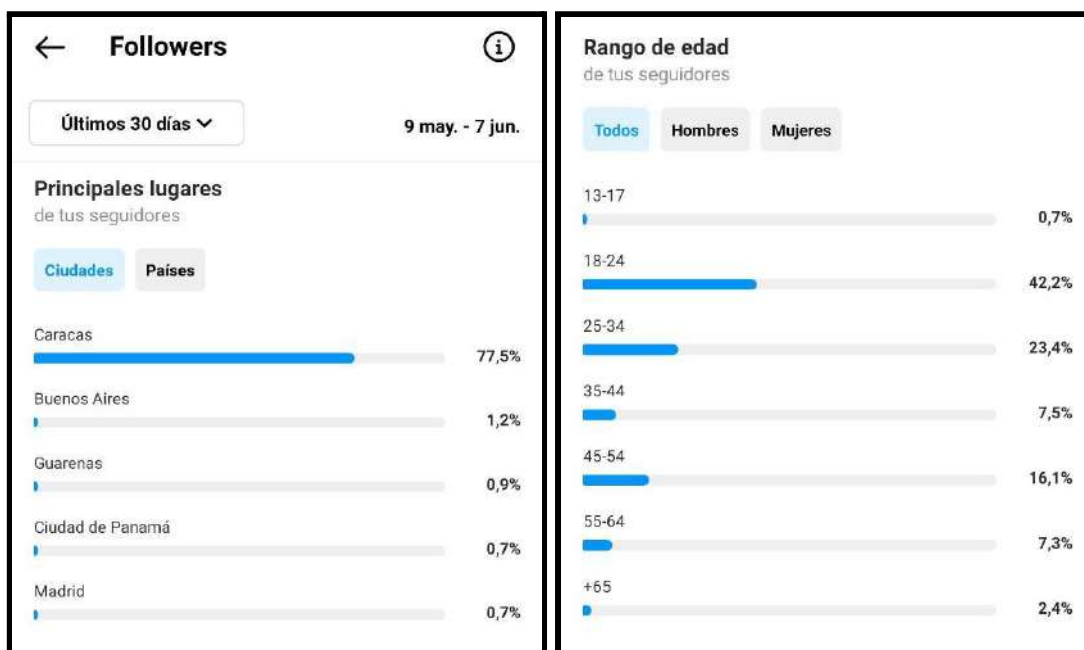 Followers
Últimos 30 días
9 may. - 7 jun.
Principales lugares
de tus seguidores
Ciudades Países
Caracas
77,5%
Buenos Aires
1,2%
Guarenas
0,9%
Ciudad de Panamá
0,7%
Madrid
0,7%
Rango de edad
de tus seguidores
Todos Hombres Mujeres
13-17
0,7%
18-24
42,2%
25-34
23,4%
35-44
7,5%
45-54
16,1%
55-64
7,3%
+65
2,4%